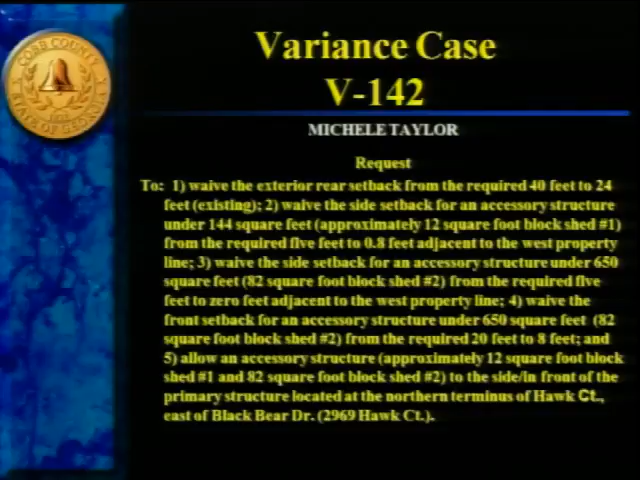 COBB COUNTY
STATE OF GEORGIA
Variance Case
V-142
MICHELE TAYLOR
Request
To: 1) waive the exterior rear setback from the required 40 feet to 24
feet (existing); 2) waive the side setback for an accessory structure
under 144 square feet (approximately 12 square foot block shed #1)
from the required five feet to 0.8 feet adjacent to the west property
line; 3) waive the side setback for an accessory structure under 650
square feet (82 square foot block shed #2) from the required five
feet to zero feet adjacent to the west property line; 4) waive the
front setback for an accessory structure under 650 square feet (82
square foot block shed #2) from the required 20 feet to 8 feet; and
5) allow an accessory structure (approximately 12 square foot block
shed #1 and 82 square foot block shed #2) to the side/in front of the
primary structure located at the northern terminus of Hawk Ct.,
east of Black Bear Dr. (2969 Hawk Ct.).